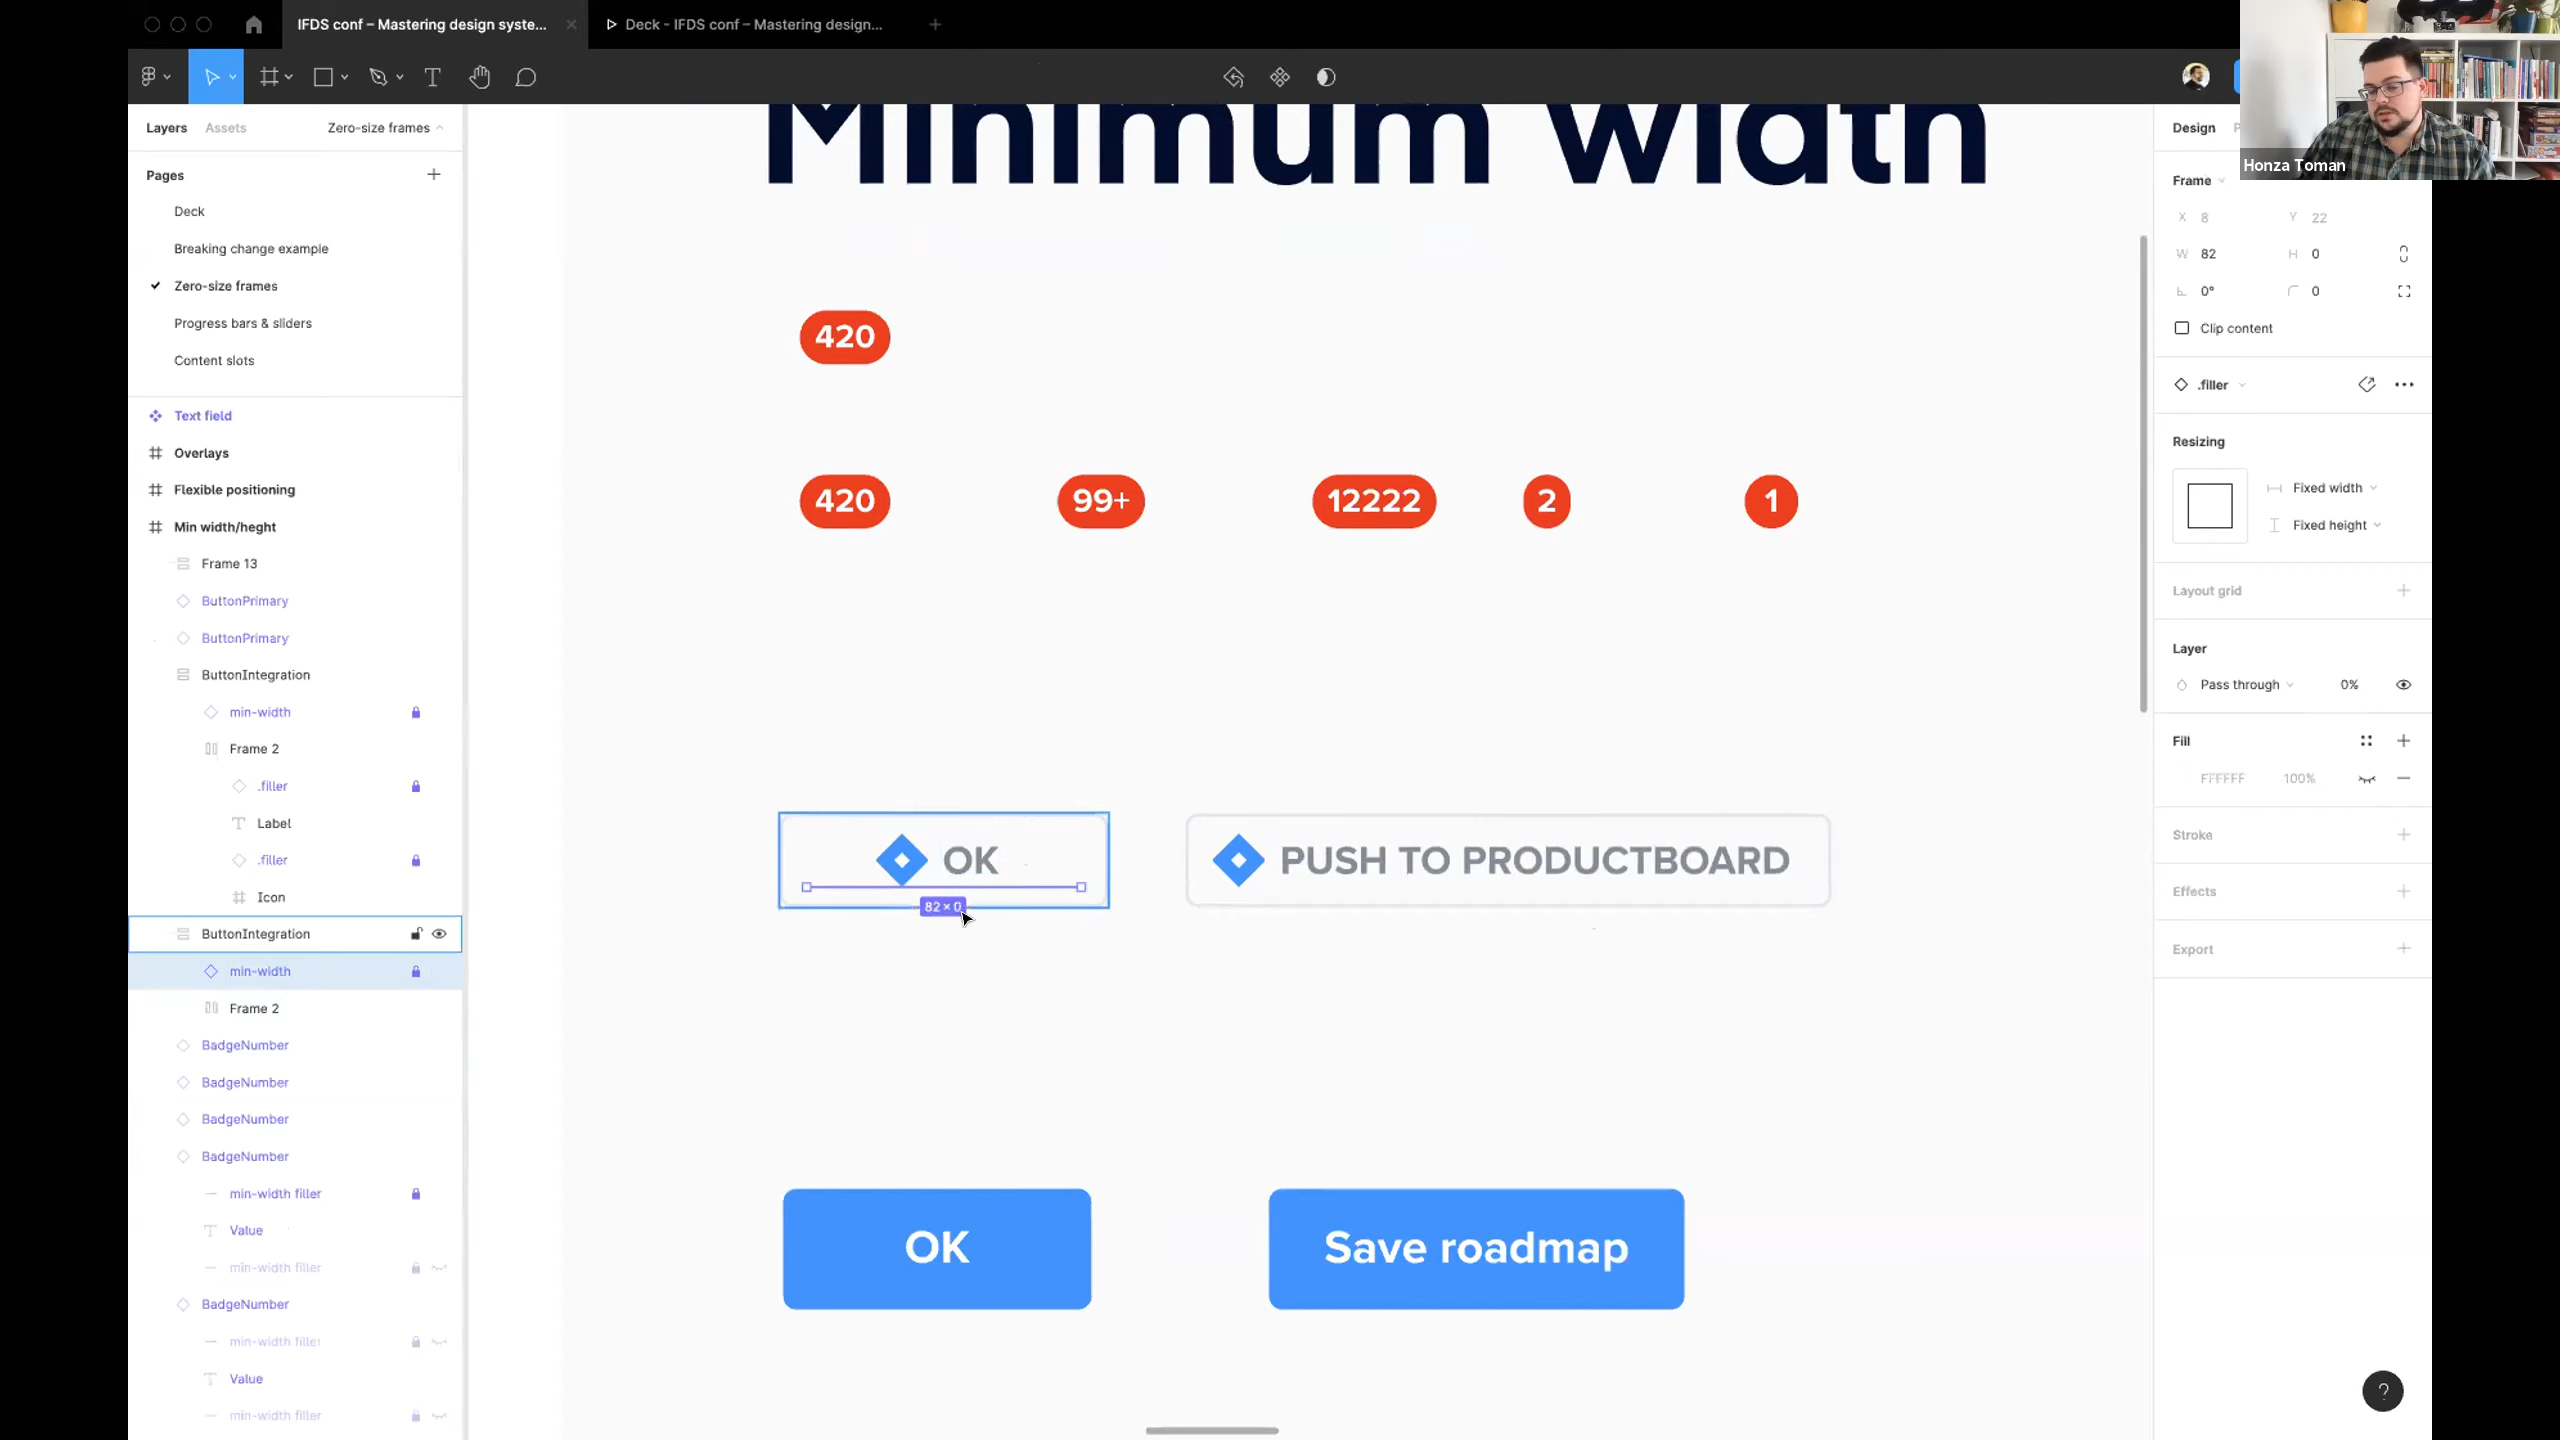 IFDS conf – Mastering design syste...
Deck - IFDS conf – Mastering design...
Honza Toman
Layers
Assets
Zero-size frames
Pages
Deck
Breaking change example
Zero-size frames
Progress bars & sliders
Content slots
Text field
Overlays
Flexible positioning
Min width/heght
Frame 13
ButtonPrimary
ButtonPrimary
ButtonIntegration
min-width
Frame 2
.filler
Label
.filler
Icon
ButtonIntegration
min-width
Frame 2
BadgeNumber
BadgeNumber
BadgeNumber
BadgeNumber
min-width filler
Value
min-width filler
BadgeNumber
min-width filler
Value
min-width filler
Minimum width
420
420
99+
12222
2
1
OK
82 × 0
PUSH TO PRODUCTBOARD
OK
Save roadmap
Design
Frame
X 8
Y 22
W 82
H 0
0°
0
Clip content
.filler
Resizing
Fixed width
Fixed height
Layout grid
Layer
Pass through
0%
Fill
FFFFFF
100%
Stroke
Effects
Export
?